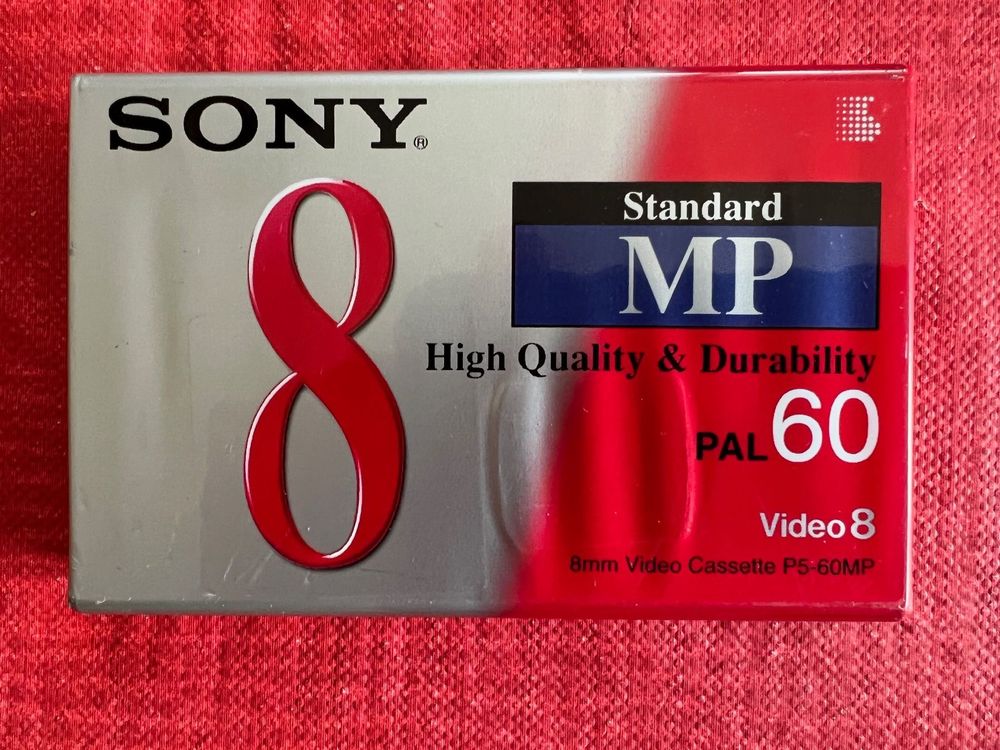 SONY®
8
Standard
MP
High Quality & Durability
PAL 60
Video 8
8mm Video Cassette P5-60MP